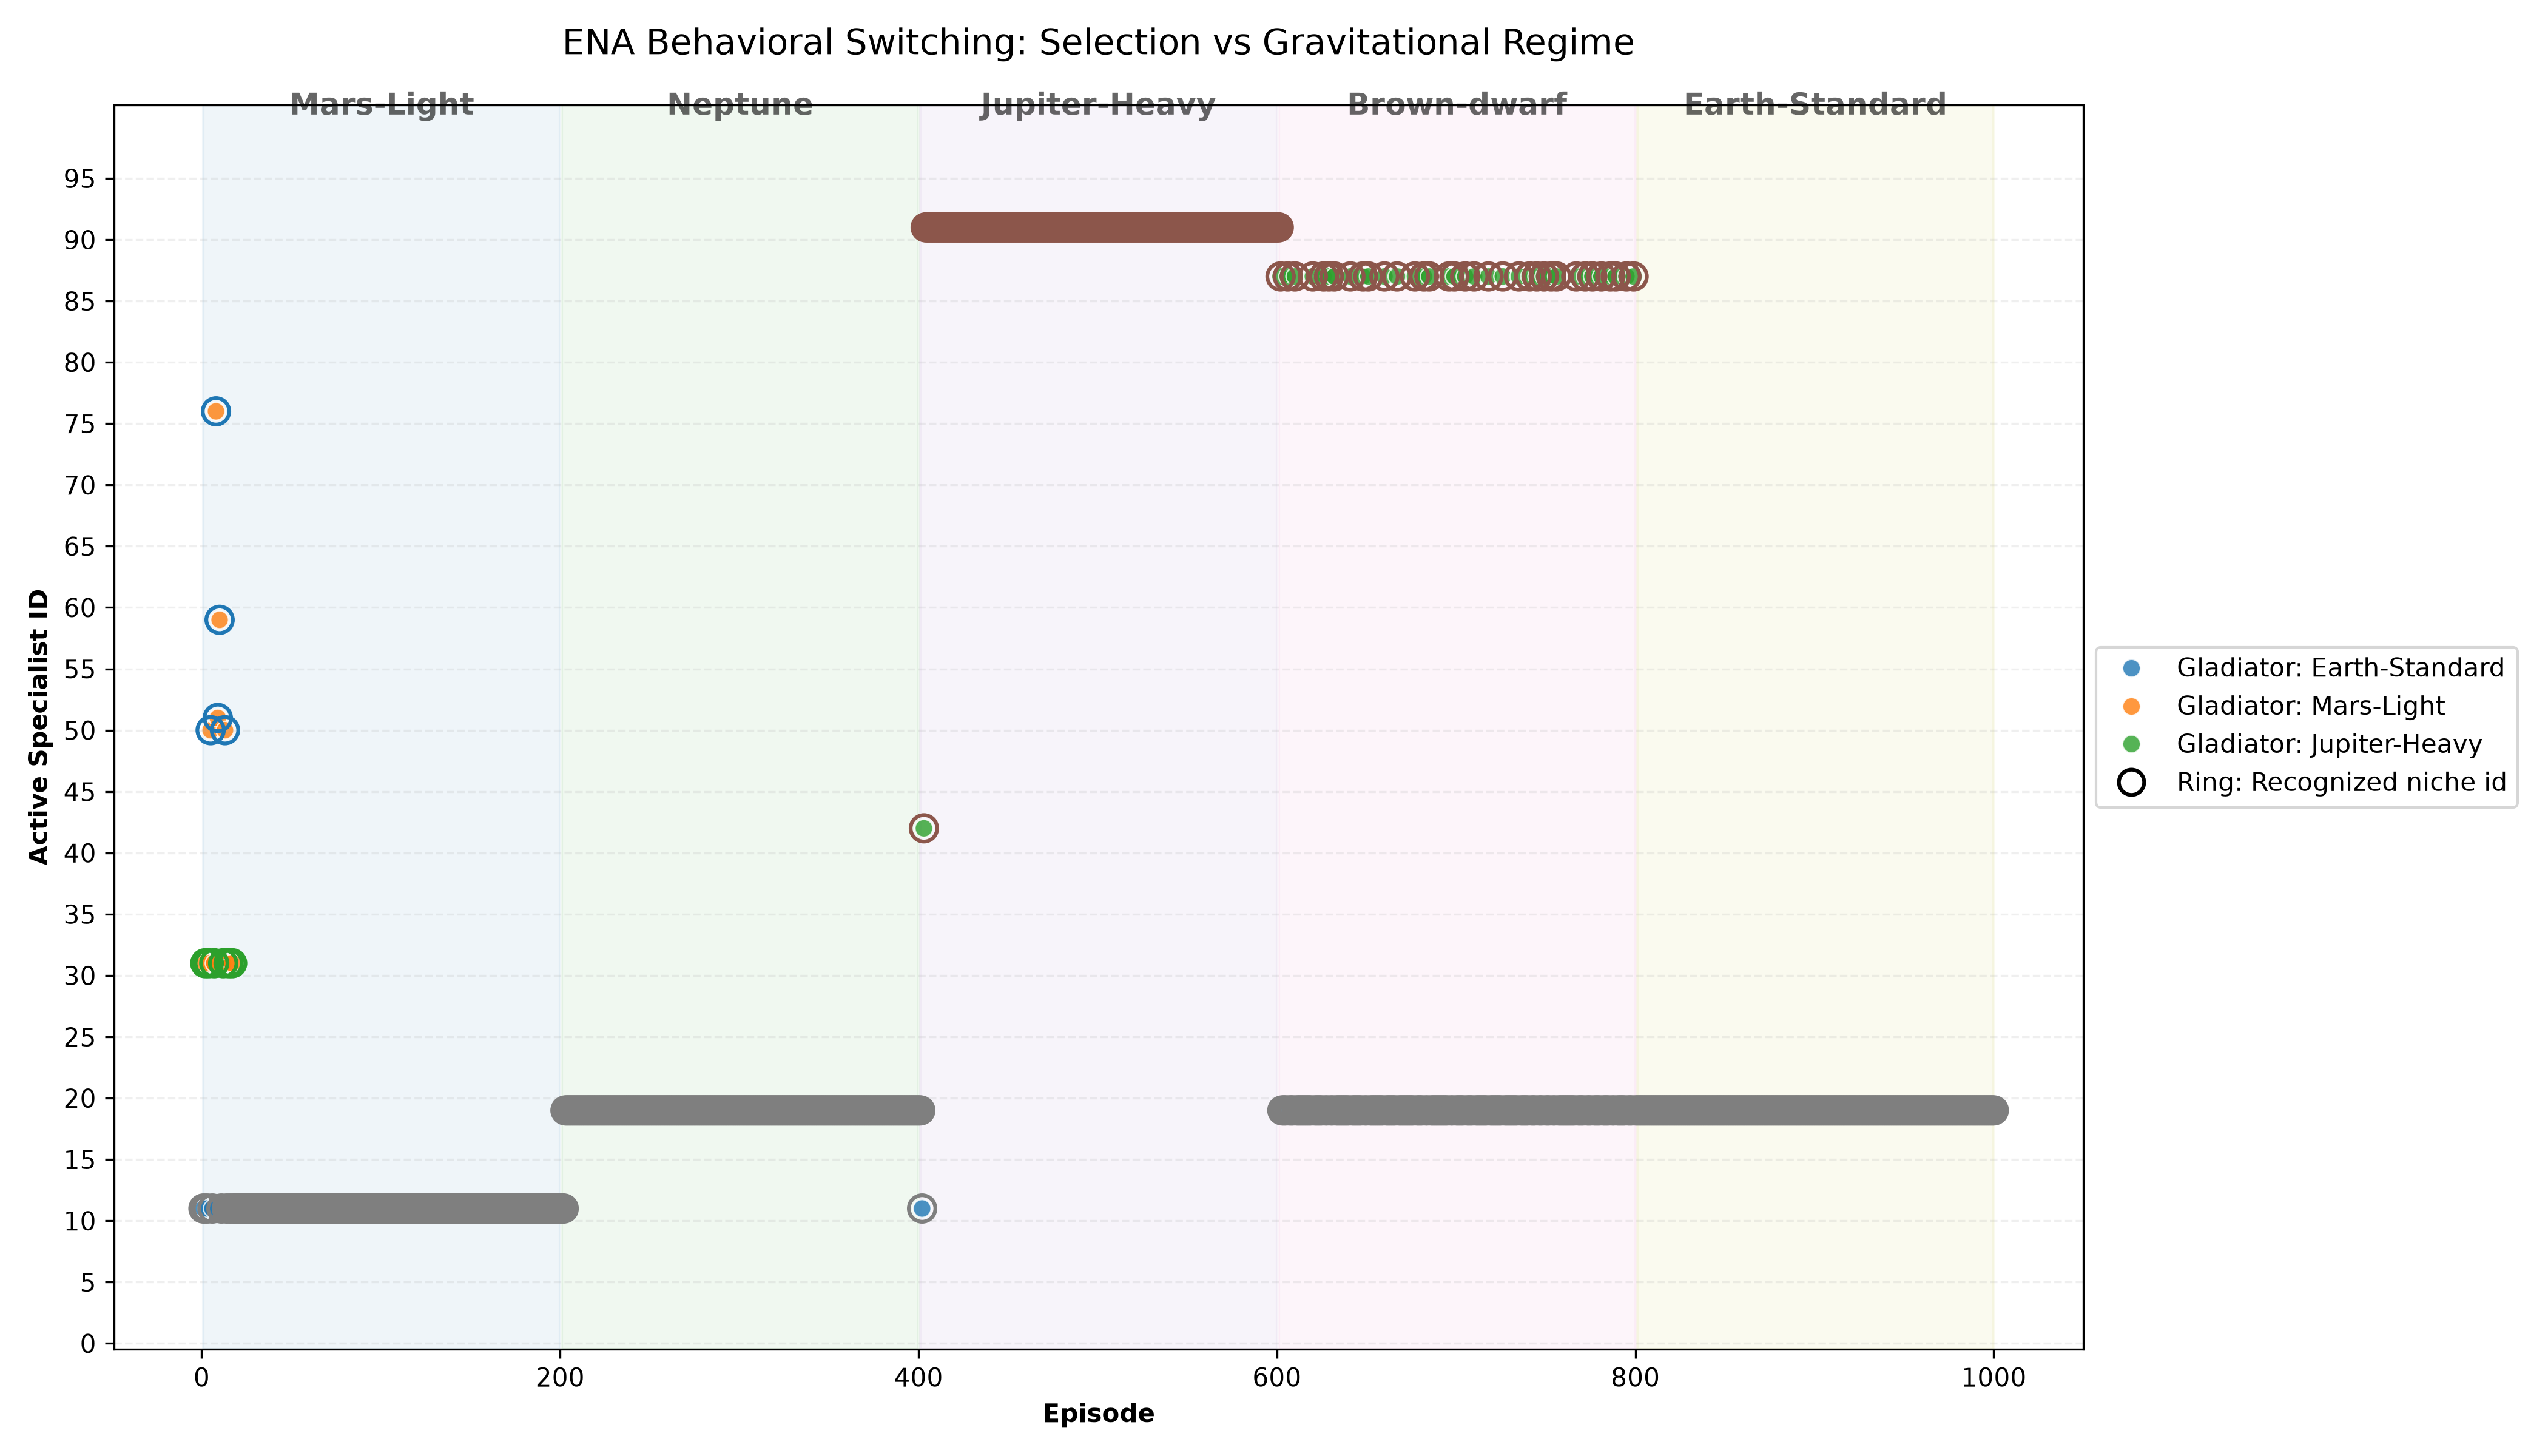 ENA Behavioral Switching: Selection vs Gravitational Regime
Mars-Light Neptune Jupiter-Heavy Brown-dwarf Earth-Standard
95
90
85
80
75
70
65
60
55
50
45
40
35
30
25
20
15
10
5
0
Active Specialist ID
0 200 400 600 800 1000
Episode
Gladiator: Earth-Standard
Gladiator: Mars-Light
Gladiator: Jupiter-Heavy
Ring: Recognized niche id